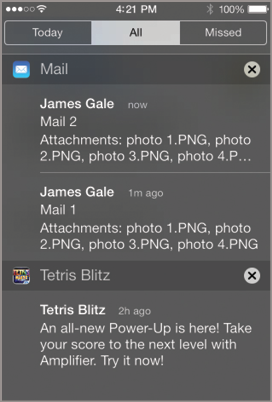 4:21 PM 100%
Today All Missed
Mail
James Gale now
Mail 2
Attachments: photo 1.PNG, photo
2.PNG, photo 3.PNG, photo 4.P...
James Gale 1m ago
Mail 1
Attachments: photo 1.PNG, photo
2.PNG, photo 3.PNG, photo 4.PNG
Tetris Blitz
Tetris Blitz 2h ago
An all-new Power-Up is here! Take
your score to the next level with
Amplifier. Try it now!